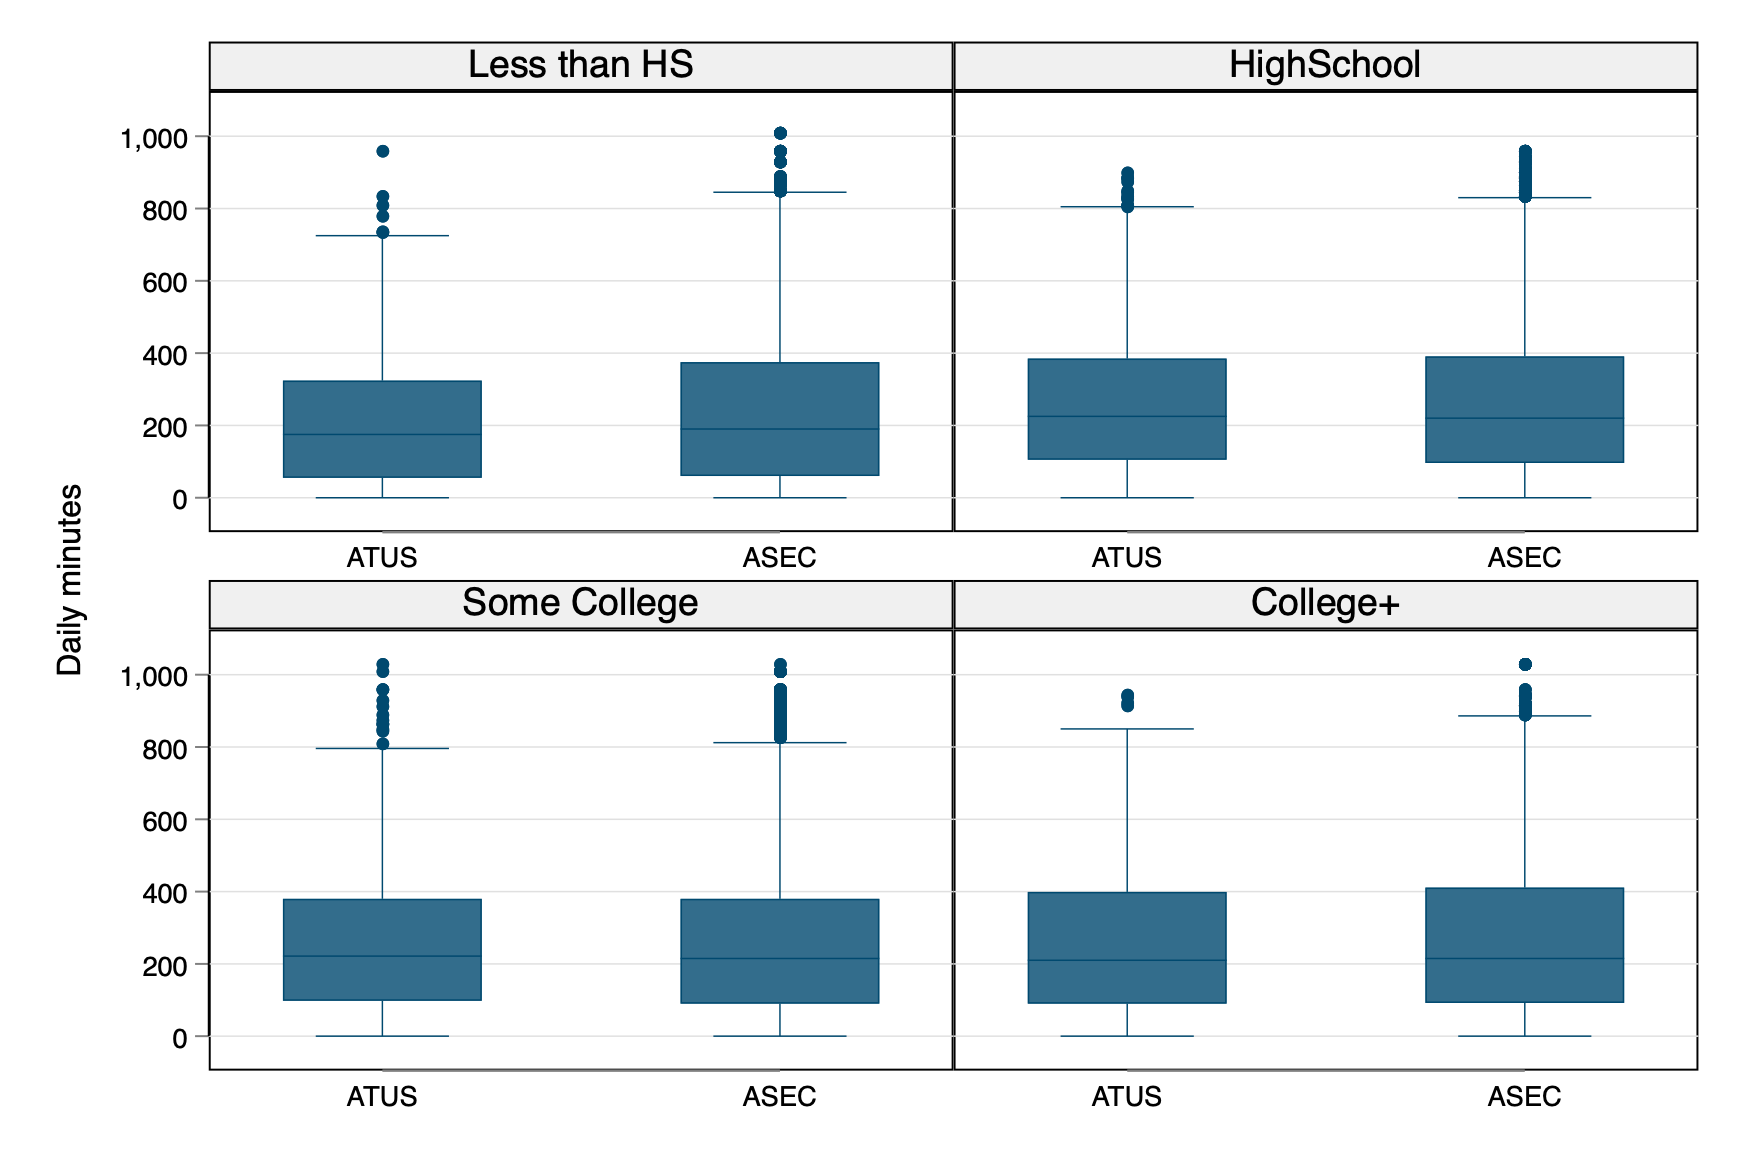 Less than HS
HighSchool
1,000
800
600
400
200
0
ATUS
ASEC
ATUS
ASEC
Daily minutes
Some College
College+
1,000
800
600
400
200
0
ATUS
ASEC
ATUS
ASEC